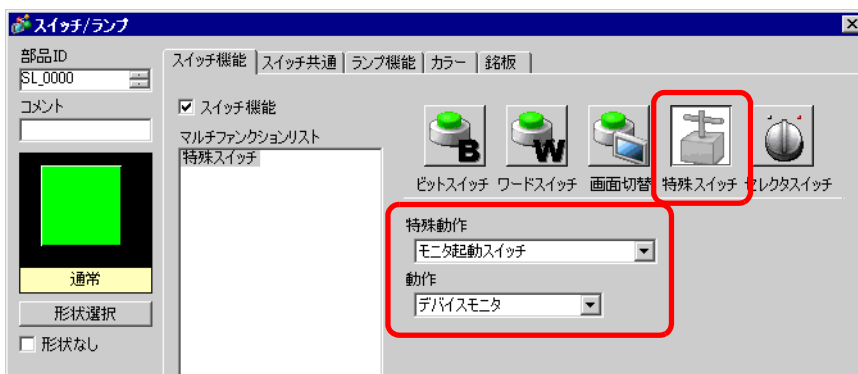 スイッチ/ランプ
部品ID
SL_0000
コメント
通常
形状選択
形状なし
スイッチ機能 スイッチ共通 ランプ機能 カラー 銘板
スイッチ機能
マルチファンクションリスト
特殊スイッチ
B W
ビットスイッチ ワードスイッチ 画面切替 特殊スイッチ セレクタスイッチ
特殊動作
モニタ起動スイッチ
動作
デバイスモニタ